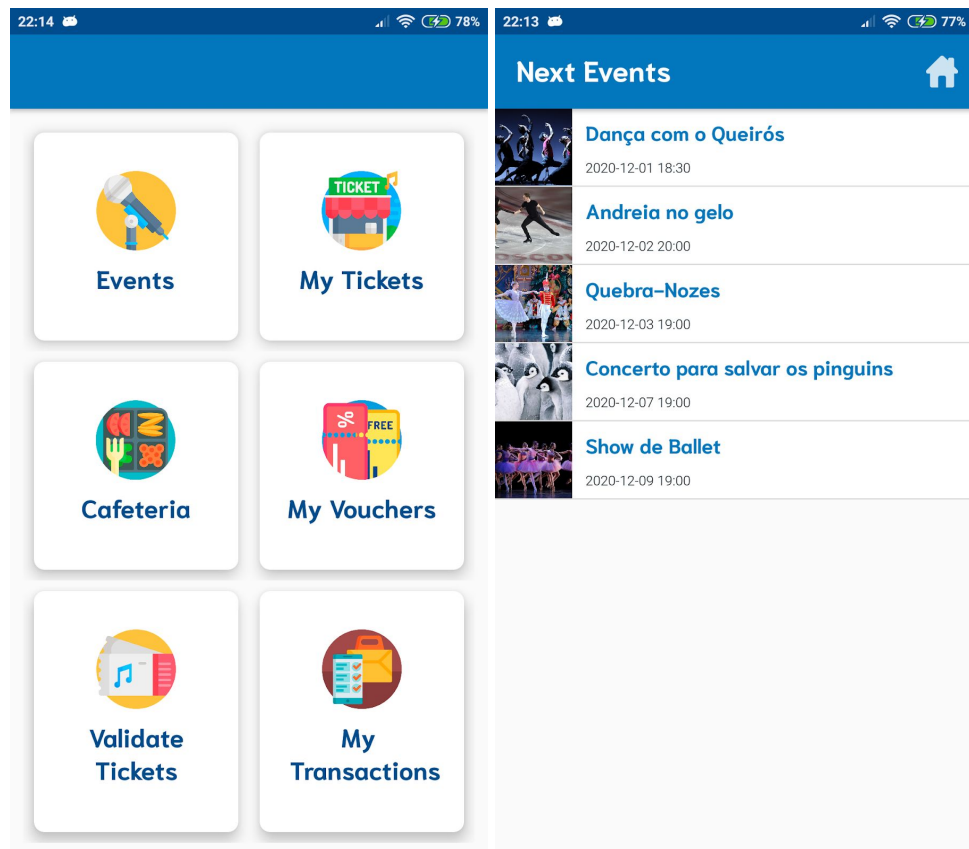 22:14
78%
TICKET
Events
My Tickets
%
FREE
Cafeteria
My Vouchers
Validate
Tickets
My
Transactions
22:13
77%
Next Events
Dança com o Queirós
2020-12-01 18:30
Andreia no gelo
2020-12-02 20:00
Quebra-Nozes
2020-12-03 19:00
Concerto para salvar os pinguins
2020-12-07 19:00
Show de Ballet
2020-12-09 19:00